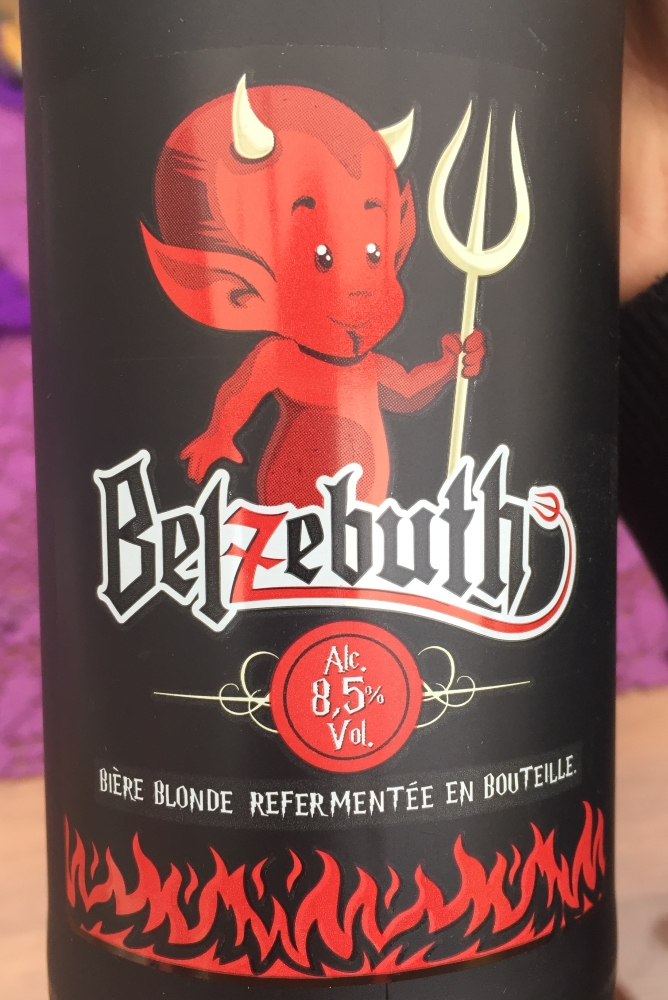 Belzebuth
Alc.
8,5%
Vol.
BIÈRE BLONDE REFERMENTÉE EN BOUTEILLE.